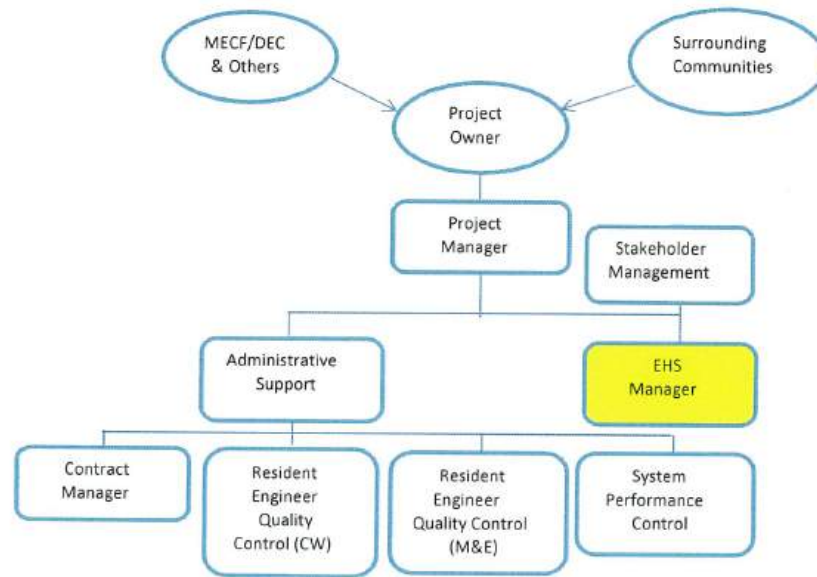 MECF/DEC
& Others
Surrounding
Communities
Project
Owner
Project
Manager
Stakeholder
Management
Administrative
Support
EHS
Manager
Contract
Manager
Resident
Engineer
Quality
Control (CW)
Resident
Engineer
Quality Control
(M&E)
System
Performance
Control